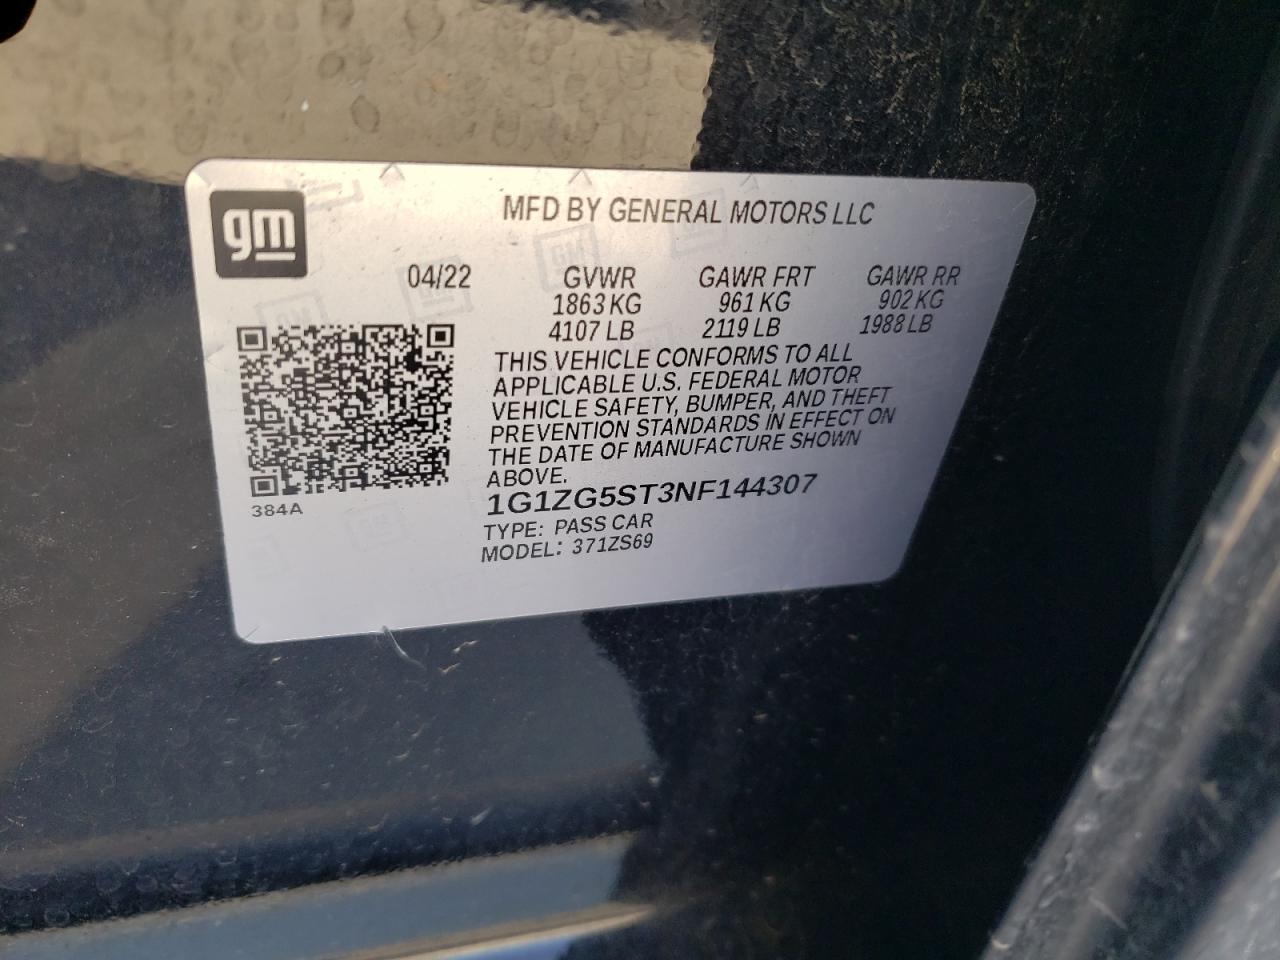 gm
MFD BY GENERAL MOTORS LLC
04/22 GVWR GAWR FRT GAWR RR
1863 KG 961 KG 902 KG
4107 LB 2119 LB 1988 LB
THIS VEHICLE CONFORMS TO ALL
APPLICABLE U.S. FEDERAL MOTOR
VEHICLE SAFETY, BUMPER, AND THEFT
PREVENTION STANDARDS IN EFFECT ON
THE DATE OF MANUFACTURE SHOWN
ABOVE.
1G1ZG5ST3NF144307
384A
TYPE: PASS CAR
MODEL: 371ZS69